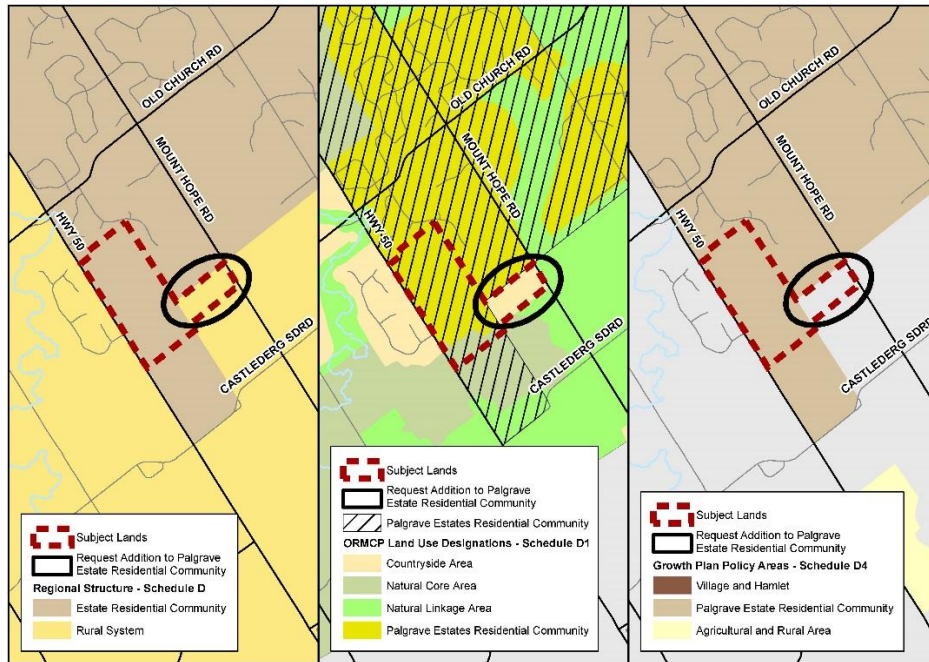 OLD CHURCH RD
MOUNT HOPE RD
HWY 50
CASTLEDERG SDRD
Subject Lands
Request Addition to Palgrave
Estate Residential Community
Regional Structure - Schedule D
Estate Residential Community
Rural System
OLD CHURCH RD
MOUNT HOPE RD
HWY 50
CASTLEDERG SDRD
Subject Lands
Request Addition to Palgrave
Estate Residential Community
Palgrave Estates Residential Community
ORMCP Land Use Designations - Schedule D1
Countryside Area
Natural Core Area
Natural Linkage Area
Palgrave Estates Residential Community
OLD CHURCH RD
MOUNT HOPE RD
HWY 50
CASTLEDERG SDRD
Subject Lands
Request Addition to Palgrave
Estate Residential Community
Growth Plan Policy Areas - Schedule D4
Village and Hamlet
Palgrave Estate Residential Community
Agricultural and Rural Area